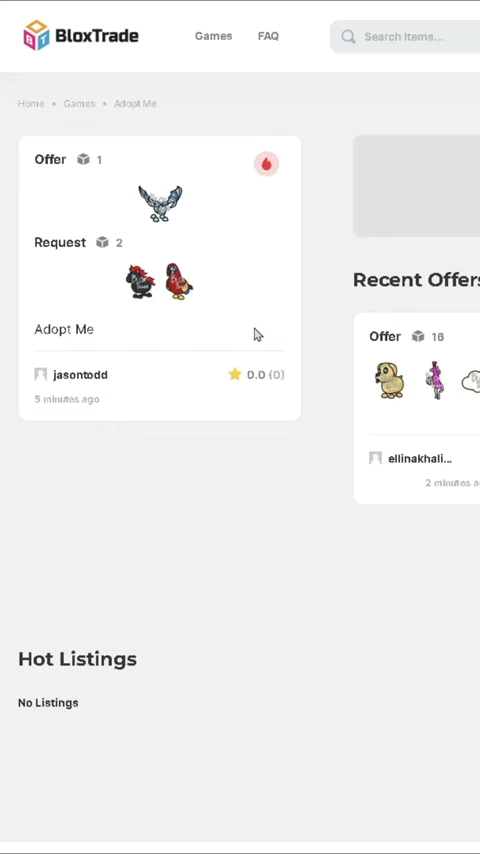 BT BloxTrade Games FAQ Search Items...
Home • Games • Adopt Me
Offer 1
Request 2
Adopt Me
jasontodd 0.0 (0)
5 minutes ago
Recent Offers
Offer 16
ellinakhali...
2 minutes a
Hot Listings
No Listings